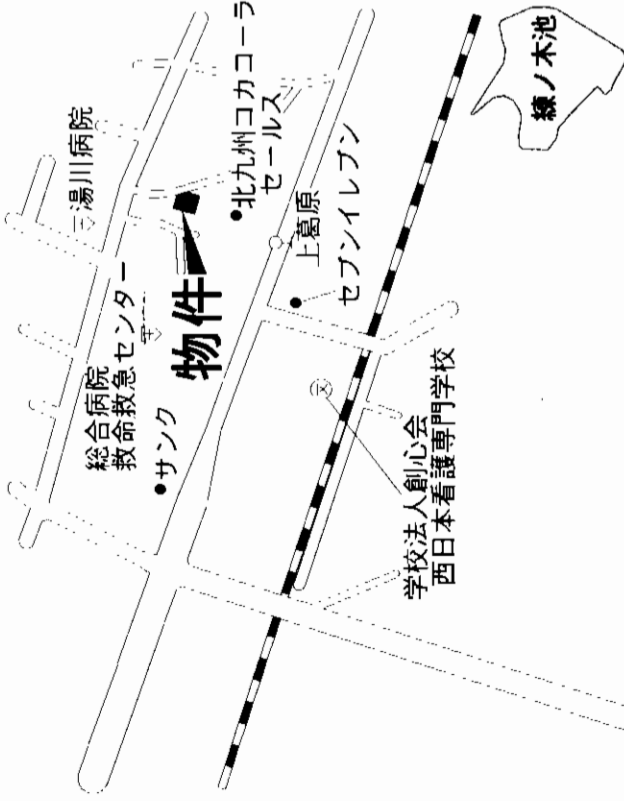 湯川病院
北九州コカコーラ
セールス
総合病院
救命救急センター
物件
上葛原
セブンイレブン
サンク
学校法人創心会
西日本看護専門学校
練ノ木池